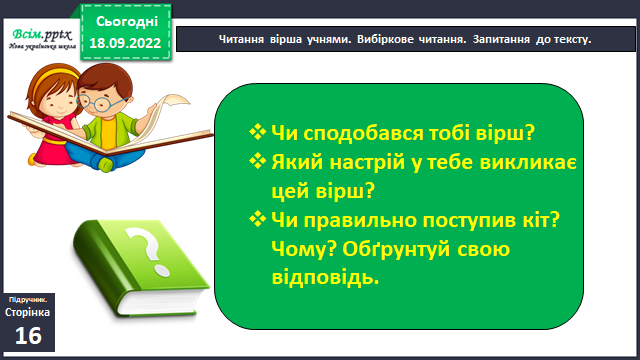 Всім.pptx
Нова українська школа
Сьогодні
18.09.2022
Читання вірша учнями. Вибіркове читання. Запитання до тексту.
❖Чи сподобався тобі вірш?
❖Який настрій у тебе викликає
цей вірш?
❖Чи правильно поступив кіт?
Чому? Обґрунтуй свою
відповідь.
?
Підручник.
Сторінка
16